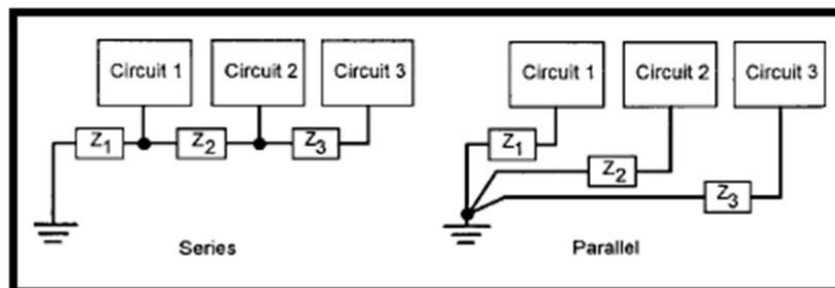 Circuit 1 Circuit 2 Circuit 3
Z1 Z2 Z3
Series
Circuit 1 Circuit 2 Circuit 3
Z1
Z2
Z3
Parallel